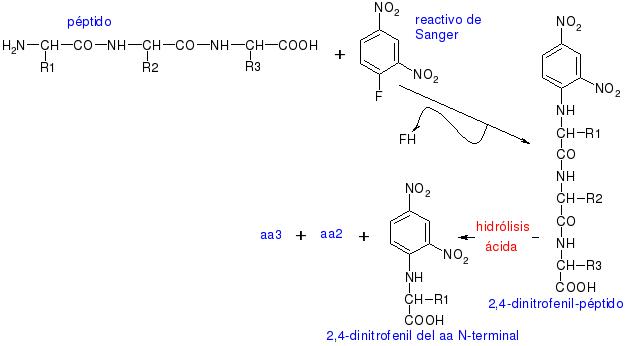 péptido
H₂N–CH–CO–NH–CH–CO–NH–CH–COOH
R1 R2 R3
+
NO₂
NO₂
F
reactivo de
Sanger
FH
NO₂
NO₂
NH
CH–R1
CO
NH
CH–R2
CO
NH
CH–R3
COOH
2,4-dinitrofenil-péptido
hidrólisis
ácida
aa3 + aa2 +
NO₂
NO₂
NH
CH–R1
COOH
2,4-dinitrofenil del aa N-terminal